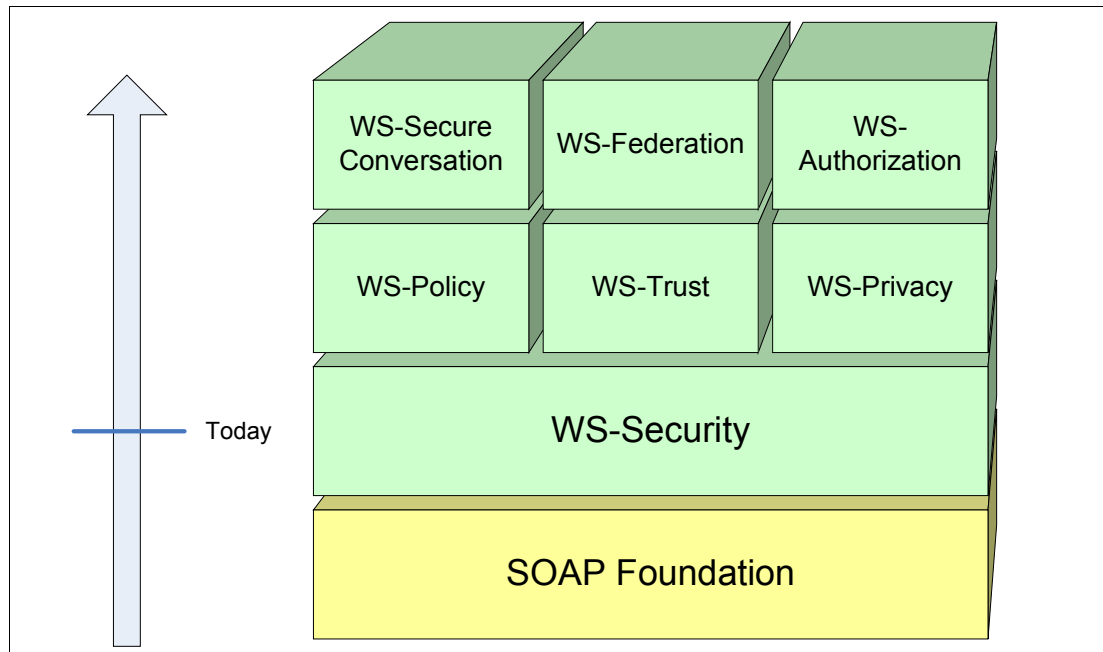 WS-Secure
Conversation
WS-Federation
WS-
Authorization
WS-Policy
WS-Trust
WS-Privacy
Today
WS-Security
SOAP Foundation